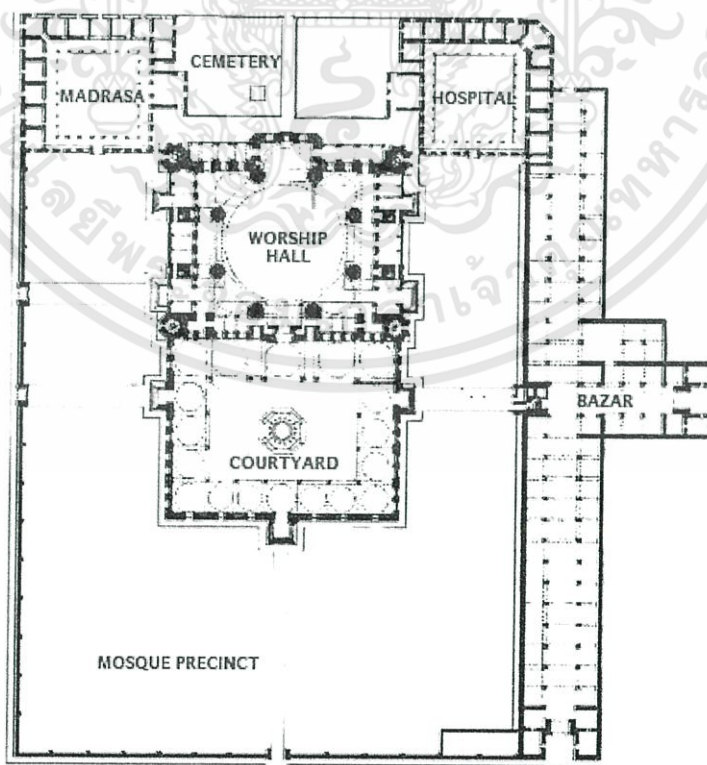 CEMETERY
MADRASA
HOSPITAL
WORSHIP
HALL
BAZAR
COURTYARD
MOSQUE PRECINCT